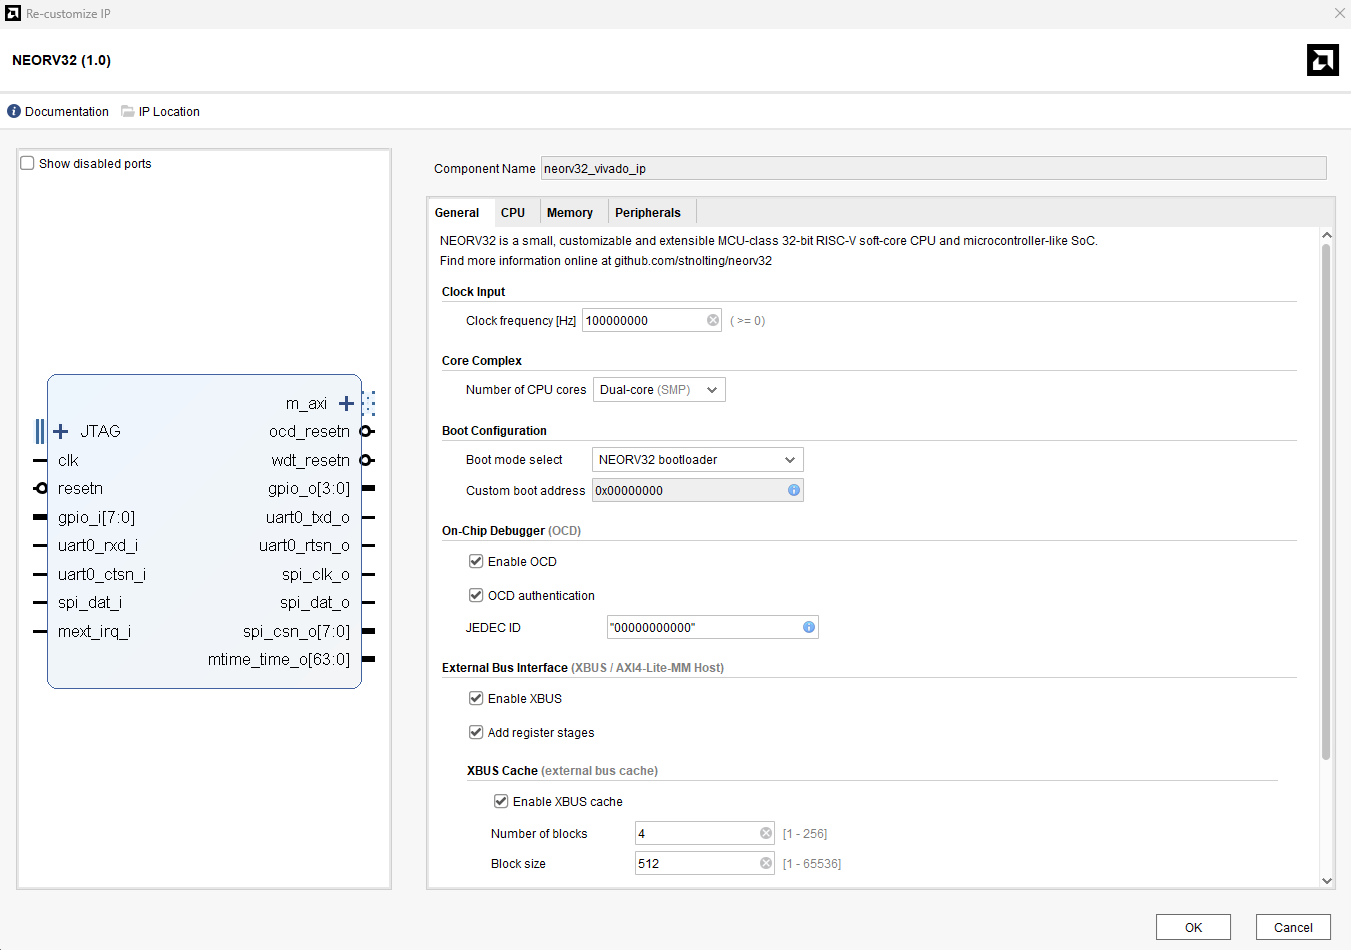 Re-customize IP
NEORV32 (1.0)
Documentation IP Location
Show disabled ports
m_axi
JTAG
ocd_resetn
clk
wdt_resetn
resetn
gpio_o[3:0]
gpio_i[7:0]
uart0_txd_o
uart0_rxd_i
uart0_rtsn_o
uart0_ctsn_i
spi_clk_o
spi_dat_i
spi_dat_o
mext_irq_i
spi_csn_o[7:0]
mtime_time_o[63:0]
Component Name neorv32_vivado_ip
General CPU Memory Peripherals
NEORV32 is a small, customizable and extensible MCU-class 32-bit RISC-V soft-core CPU and microcontroller-like SoC.
Find more information online at github.com/stnolting/neorv32
Clock Input
Clock frequency [Hz] 100000000 ( >= 0)
Core Complex
Number of CPU cores Dual-core (SMP)
Boot Configuration
Boot mode select NEORV32 bootloader
Custom boot address 0x00000000
On-Chip Debugger (OCD)
Enable OCD
OCD authentication
JEDEC ID "00000000000"
External Bus Interface (XBUS / AXI4-Lite-MM Host)
Enable XBUS
Add register stages
XBUS Cache (external bus cache)
Enable XBUS cache
Number of blocks 4 [1 - 256]
Block size 512 [1 - 65536]
OK Cancel